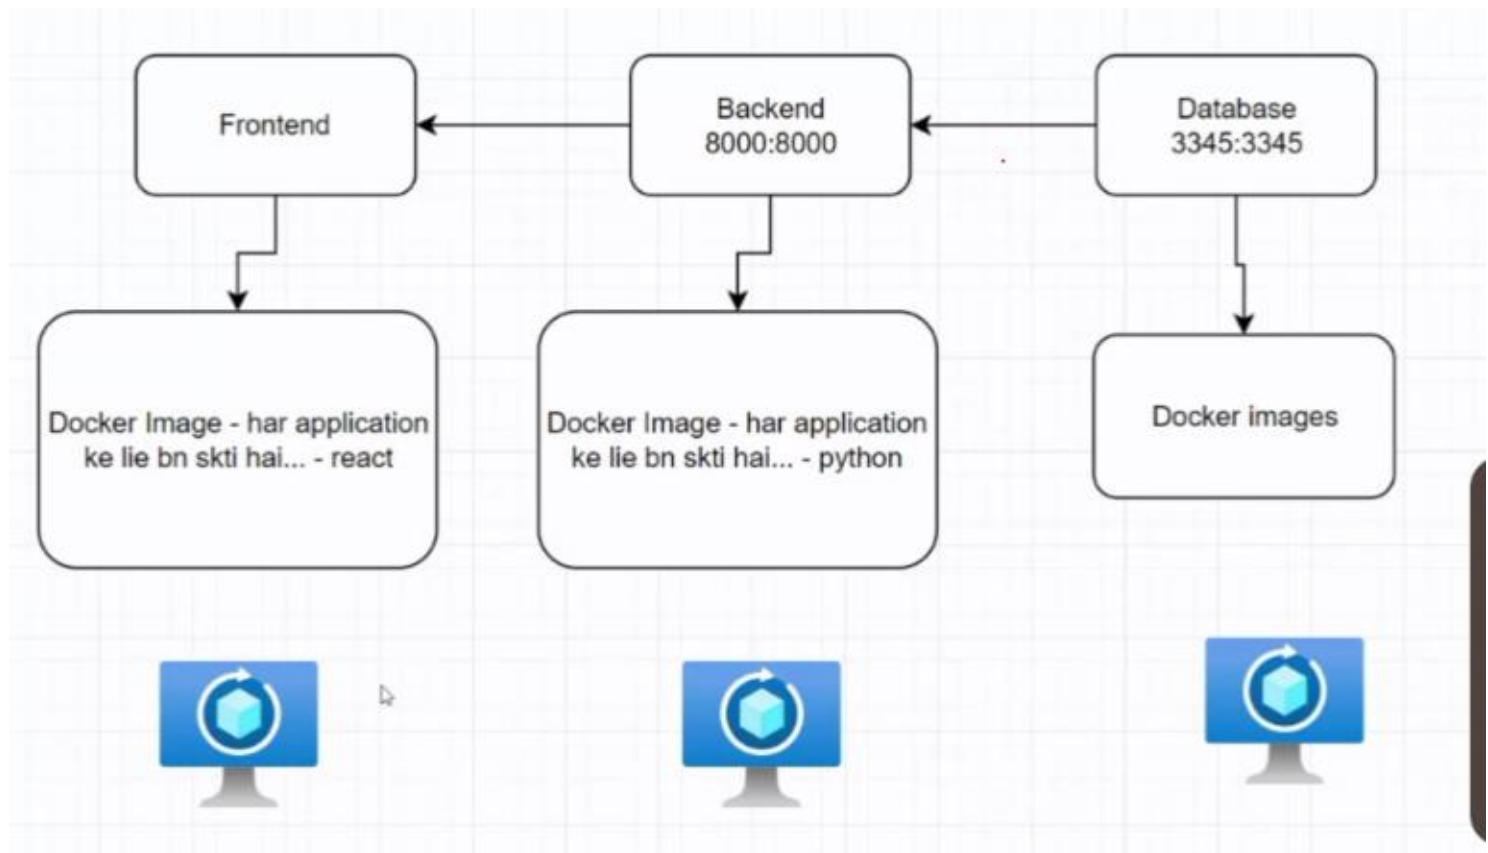 Frontend
Backend
8000:8000
Database
3345:3345
Docker Image - har application
ke lie bn skti hai... - react
Docker Image - har application
ke lie bn skti hai... - python
Docker images